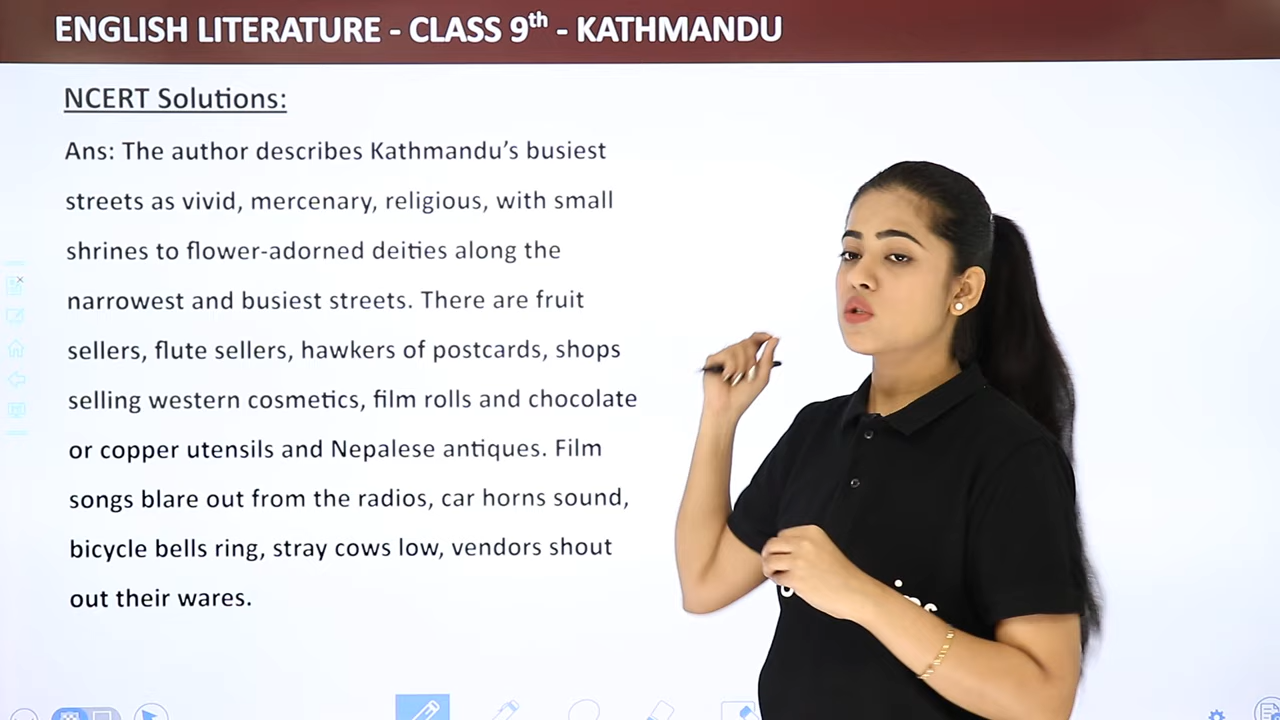 ENGLISH LITERATURE - CLASS 9th - KATHMANDU
NCERT Solutions:
Ans: The author describes Kathmandu’s busiest
streets as vivid, mercenary, religious, with small
shrines to flower-adorned deities along the
narrowest and busiest streets. There are fruit
sellers, flute sellers, hawkers of postcards, shops
selling western cosmetics, film rolls and chocolate
or copper utensils and Nepalese antiques. Film
songs blare out from the radios, car horns sound,
bicycle bells ring, stray cows low, vendors shout
out their wares.